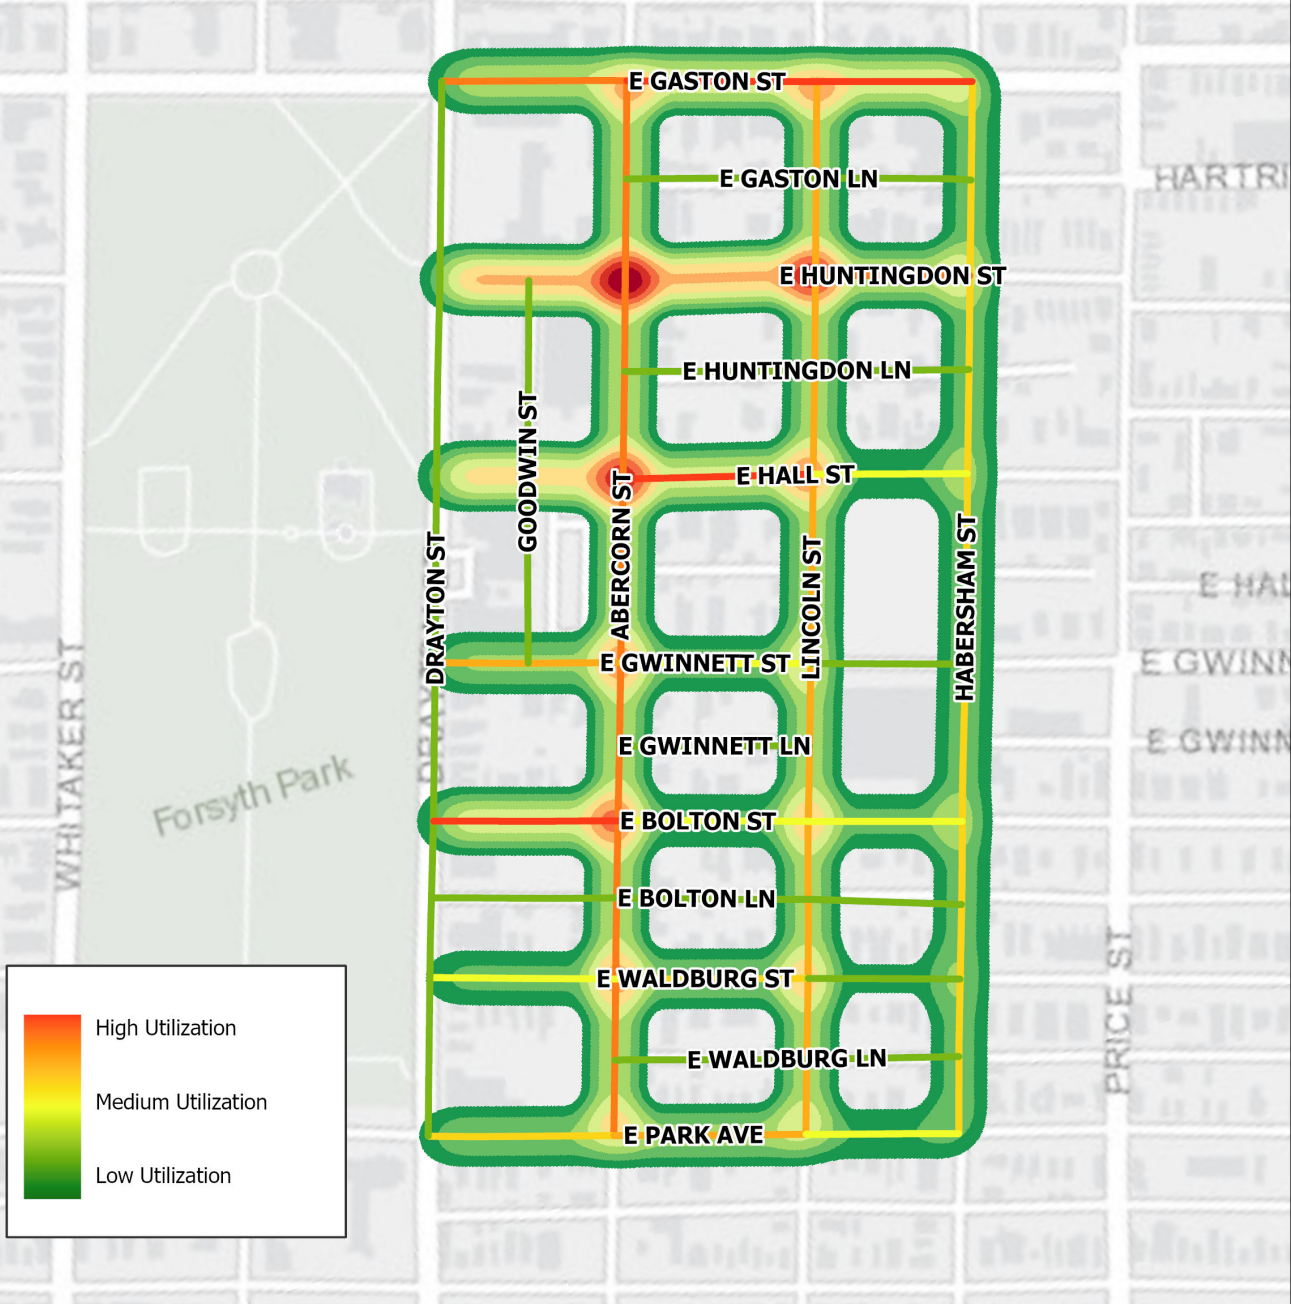 E GASTON ST
E GASTON LN
HARTRI
E HUNTINGDON ST
E HUNTINGDON LN
GOODWIN ST
E HALL ST
ABERCORN ST
DRAYTON ST
LINCOLN ST
HABERSHAM ST
E HAL
E GWINNETT ST
E GWINN
WHITAKER ST
DRAY
E GWINNETT LN
E GWINN
Forsyth Park
E BOLTON ST
E BOLTON LN
E WALDBURG ST
PRICE ST
High Utilization
E WALDBURG LN
Medium Utilization
E PARK AVE
Low Utilization